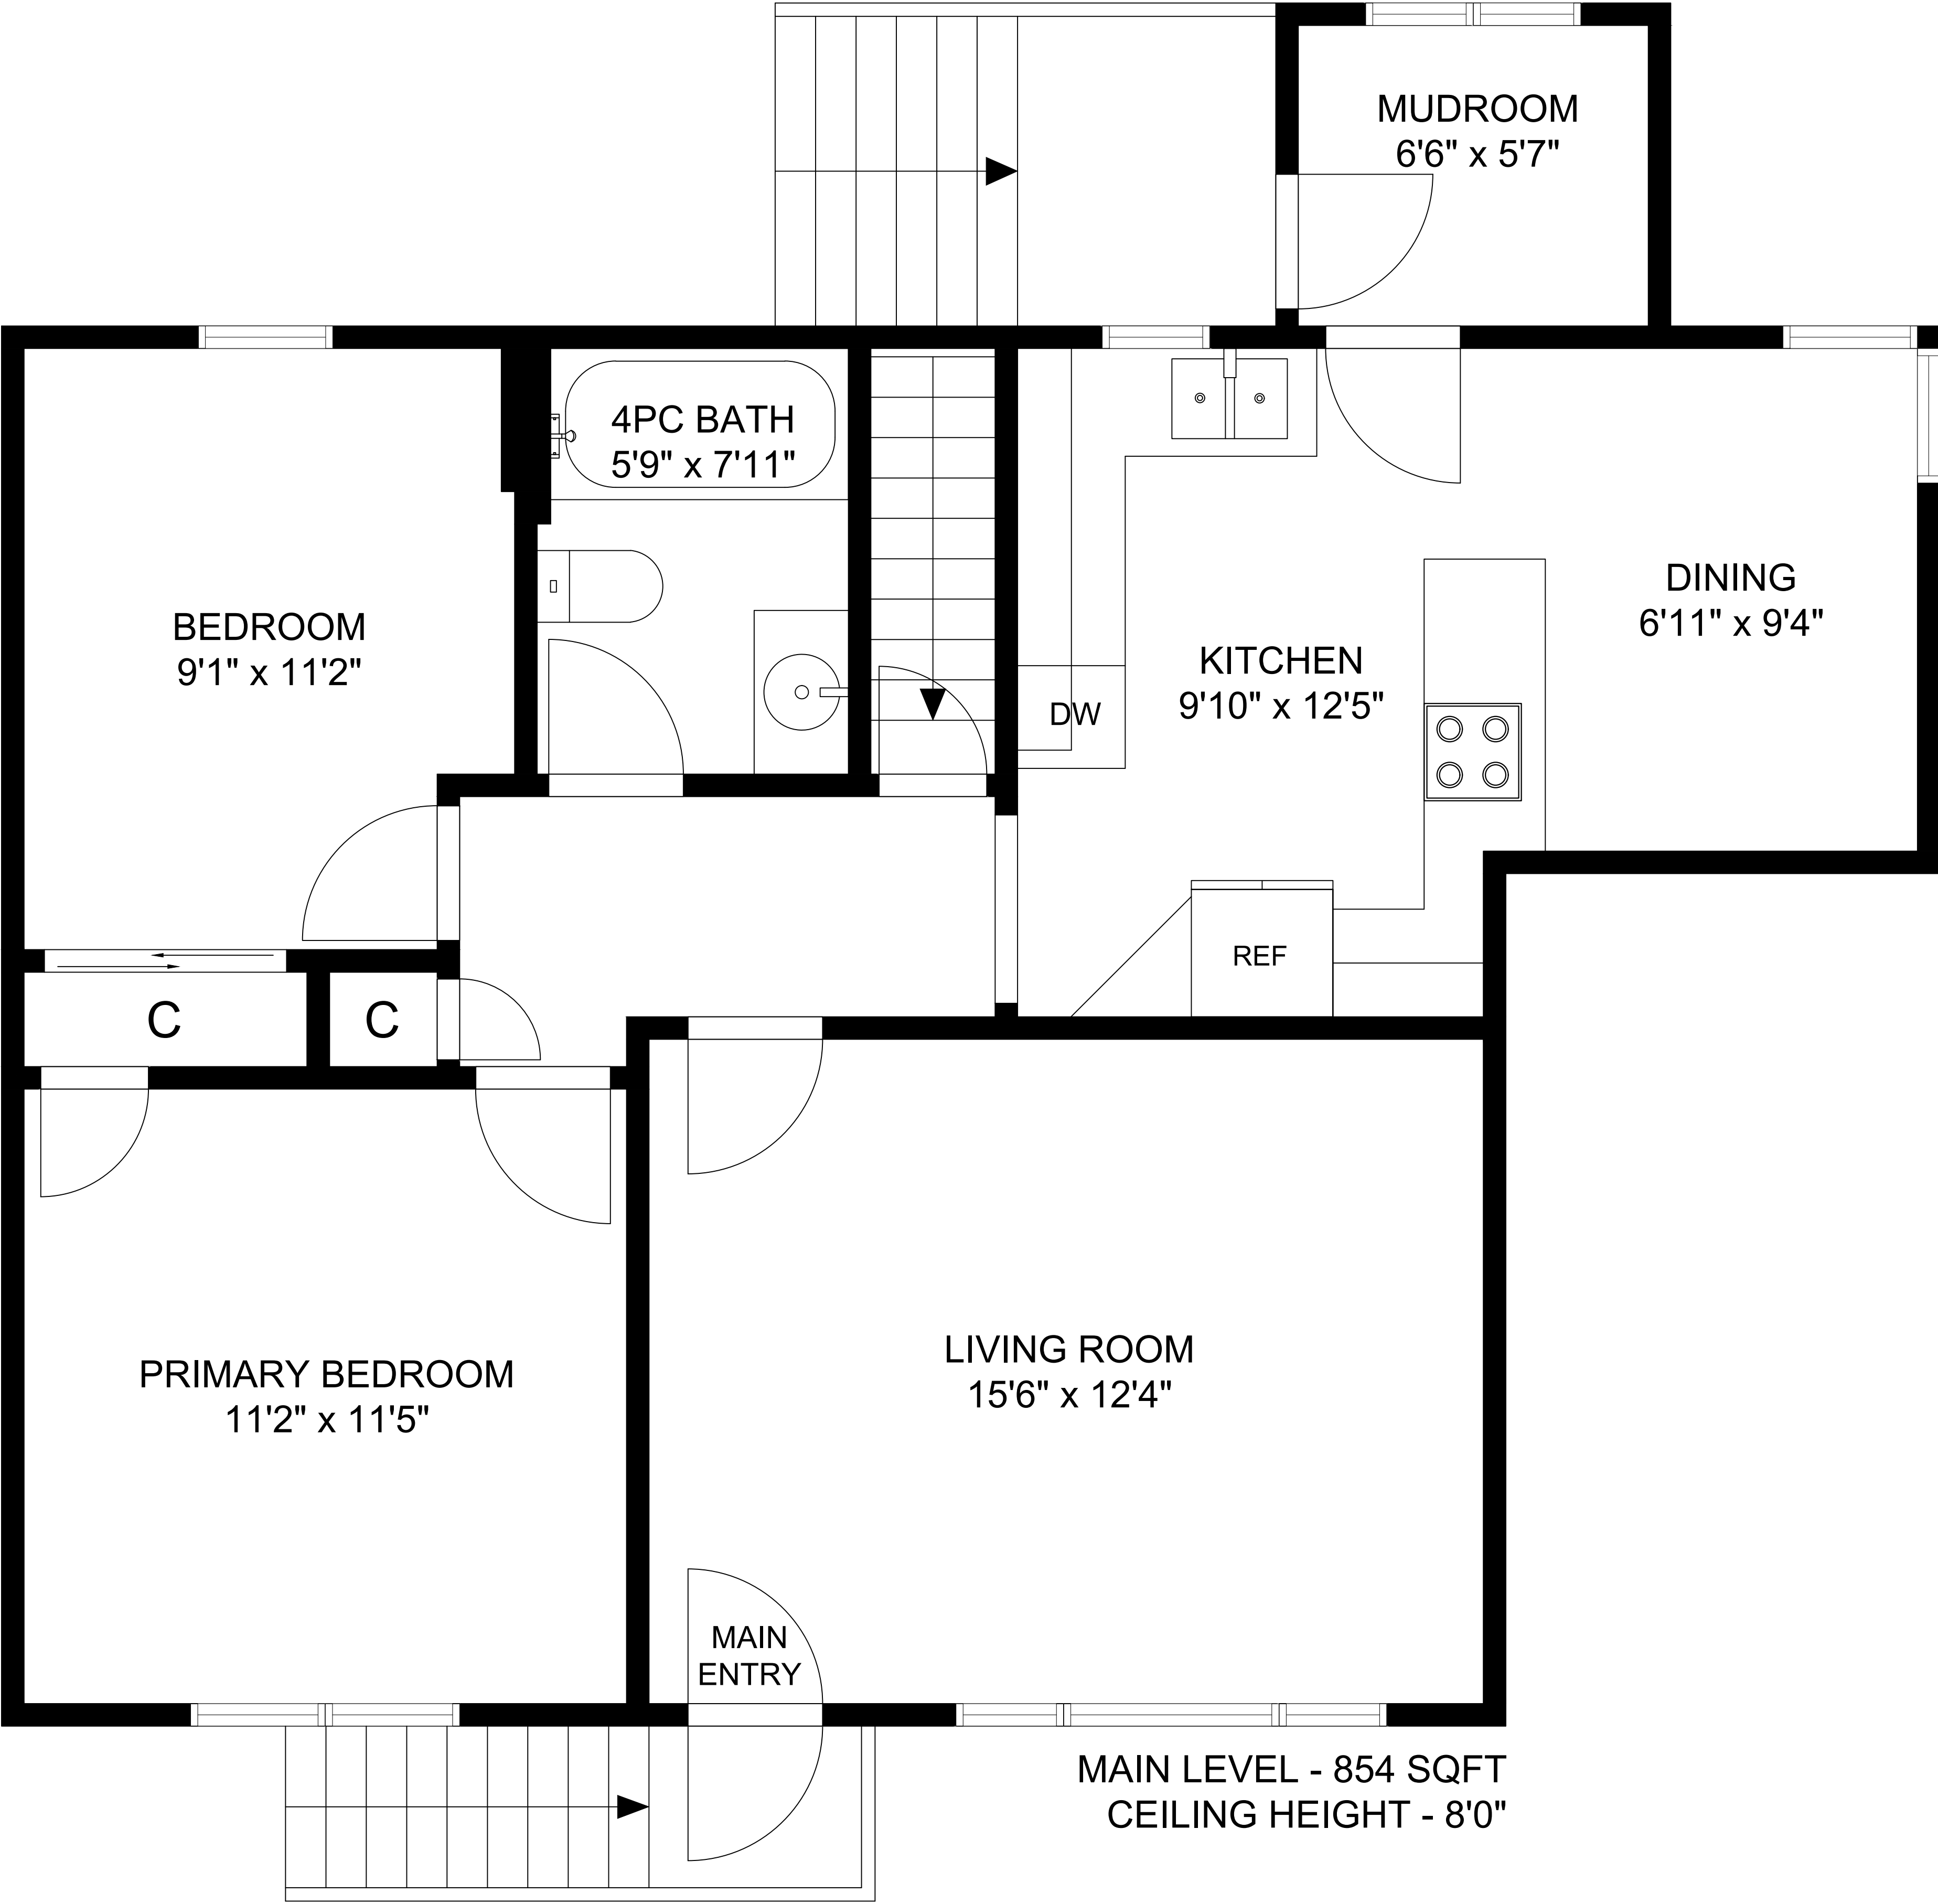 MUDROOM
6'6" x 5'7"
4PC BATH
5'9" x 7'11"
BEDROOM
9'1" x 11'2"
KITCHEN
9'10" x 12'5"
DINING
6'11" x 9'4"
DW
REF
C
C
PRIMARY BEDROOM
11'2" x 11'5"
LIVING ROOM
15'6" x 12'4"
MAIN
ENTRY
MAIN LEVEL - 854 SQFT
CEILING HEIGHT - 8'0"